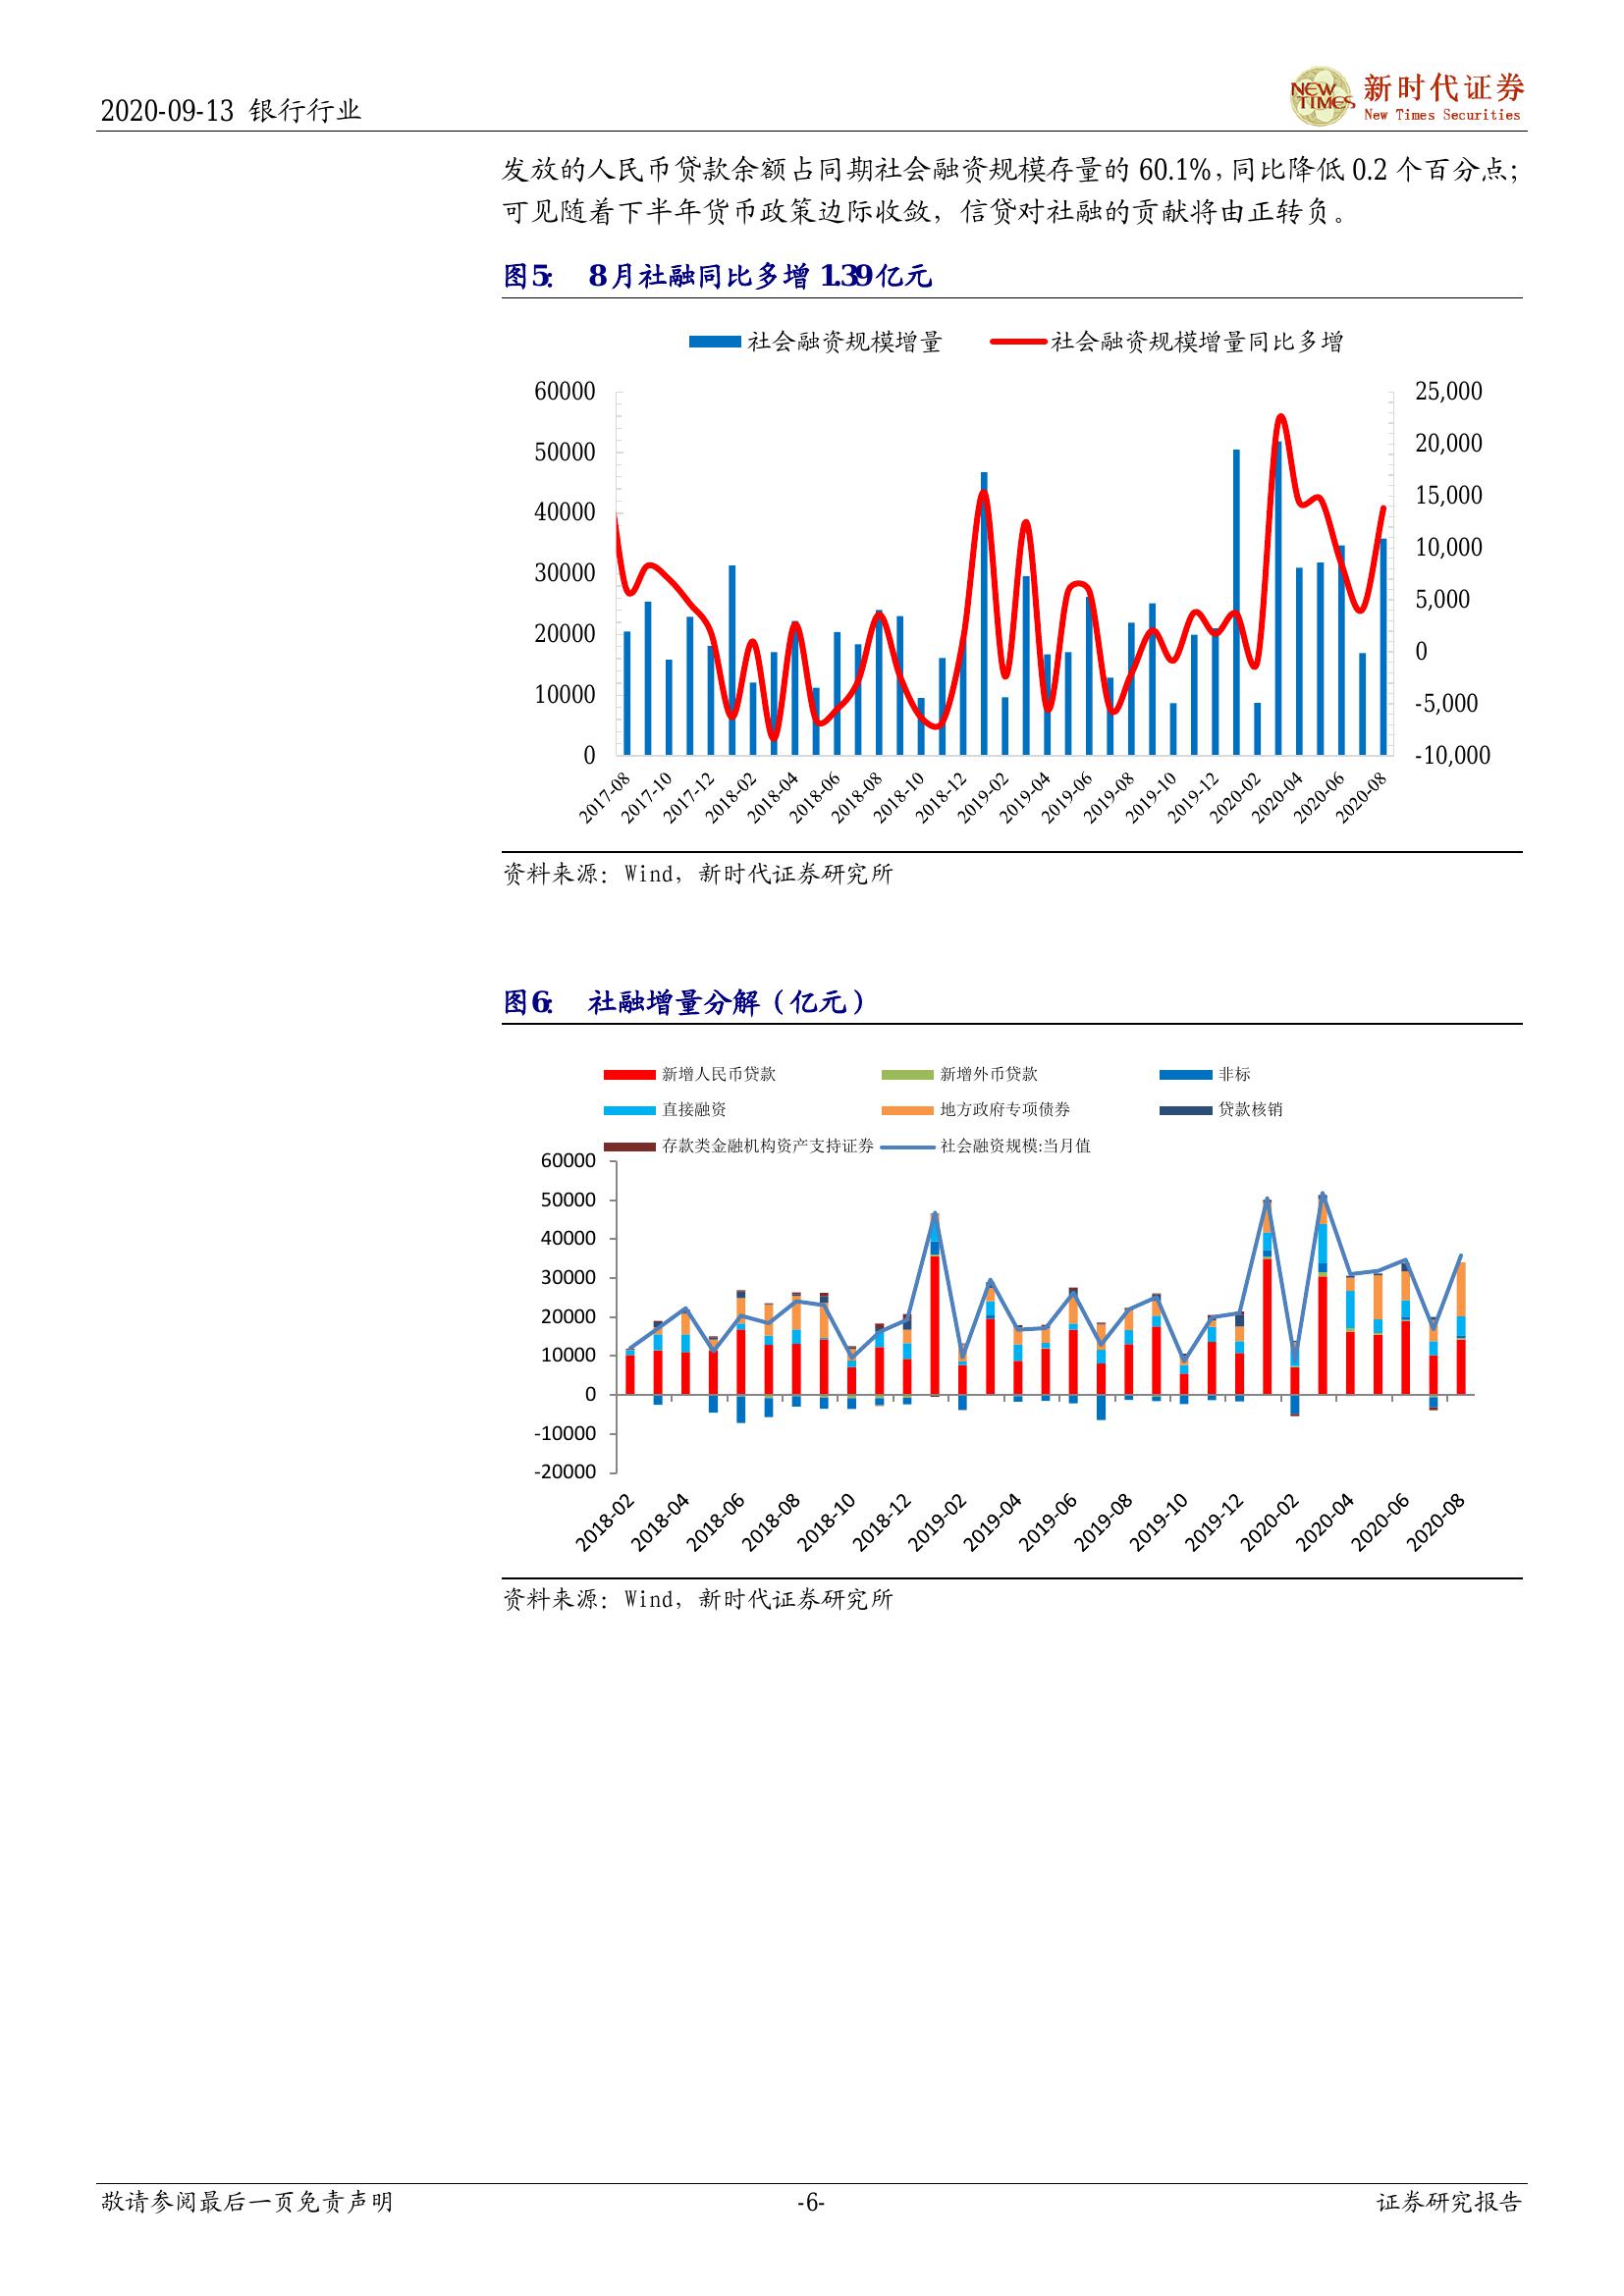 2020-09-13 银行行业
NEW TIMES
新时代证券
New Times Securities
发放的人民币贷款余额占同期社会融资规模存量的 60.1%，同比降低 0.2 个百分点；
可见随着下半年货币政策边际收敛，信贷对社融的贡献将由正转负。
图5： 8月社融同比多增 1.39亿元
社会融资规模增量 社会融资规模增量同比多增
60000 25,000
50000 20,000
40000 15,000
30000 10,000
20000 5,000
10000 0
0 -5,000
-10,000
2017-08 2017-10 2017-12 2018-02 2018-04 2018-06 2018-08 2018-10 2018-12 2019-02 2019-04 2019-06 2019-08 2019-10 2019-12 2020-02 2020-04 2020-06 2020-08
资料来源：Wind，新时代证券研究所
图6： 社融增量分解（亿元）
新增人民币贷款 新增外币贷款 非标
直接融资 地方政府专项债券 贷款核销
存款类金融机构资产支持证券 社会融资规模:当月值
60000
50000
40000
30000
20000
10000
0
-10000
-20000
2018-02 2018-04 2018-06 2018-08 2018-10 2018-12 2019-02 2019-04 2019-06 2019-08 2019-10 2019-12 2020-02 2020-04 2020-06 2020-08
资料来源：Wind，新时代证券研究所
敬请参阅最后一页免责声明 -6- 证券研究报告